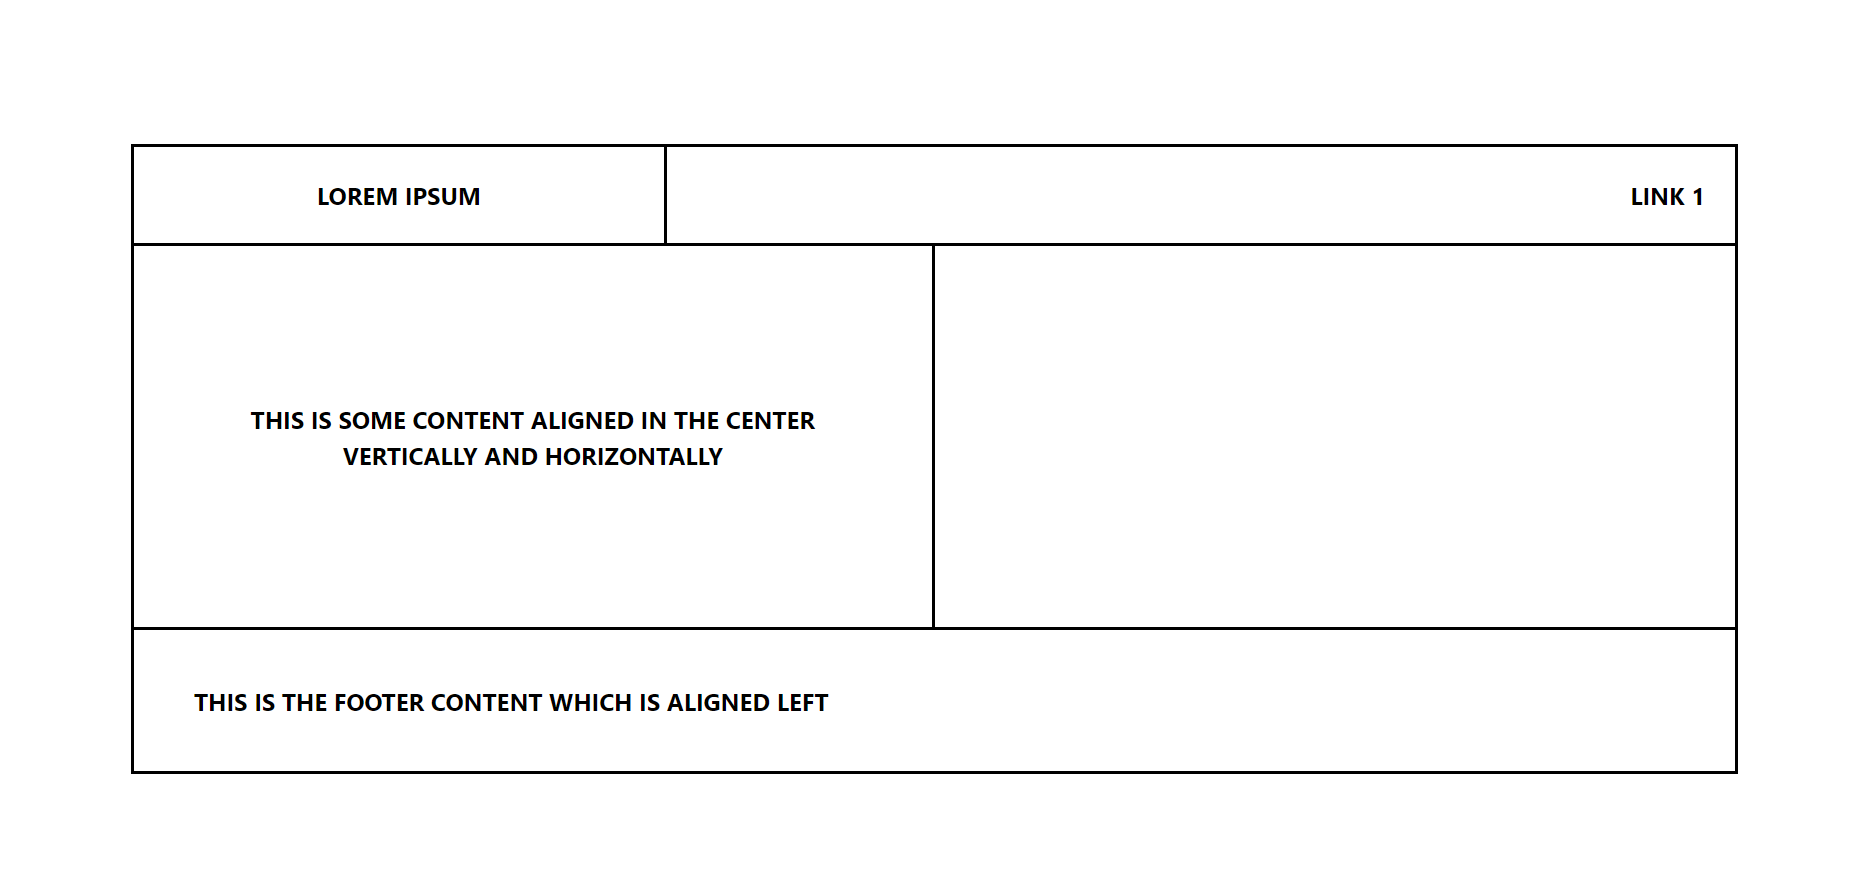 LOREM IPSUM
LINK 1
THIS IS SOME CONTENT ALIGNED IN THE CENTER
VERTICALLY AND HORIZONTALLY
THIS IS THE FOOTER CONTENT WHICH IS ALIGNED LEFT